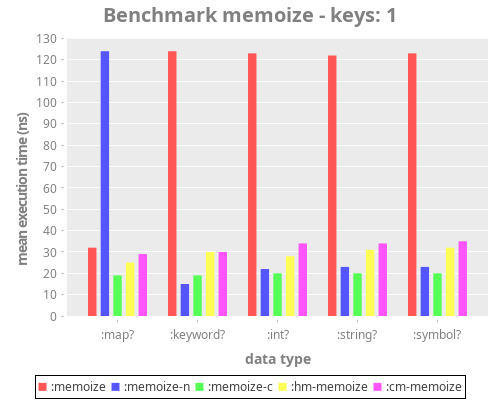 Benchmark memoize - keys: 1
130
120
110
100
90
80
70
60
50
40
30
20
10
0
mean execution time (ns)
:map? :keyword? :int? :string? :symbol?
data type
:memoize :memoize-n :memoize-c :hm-memoize :cm-memoize